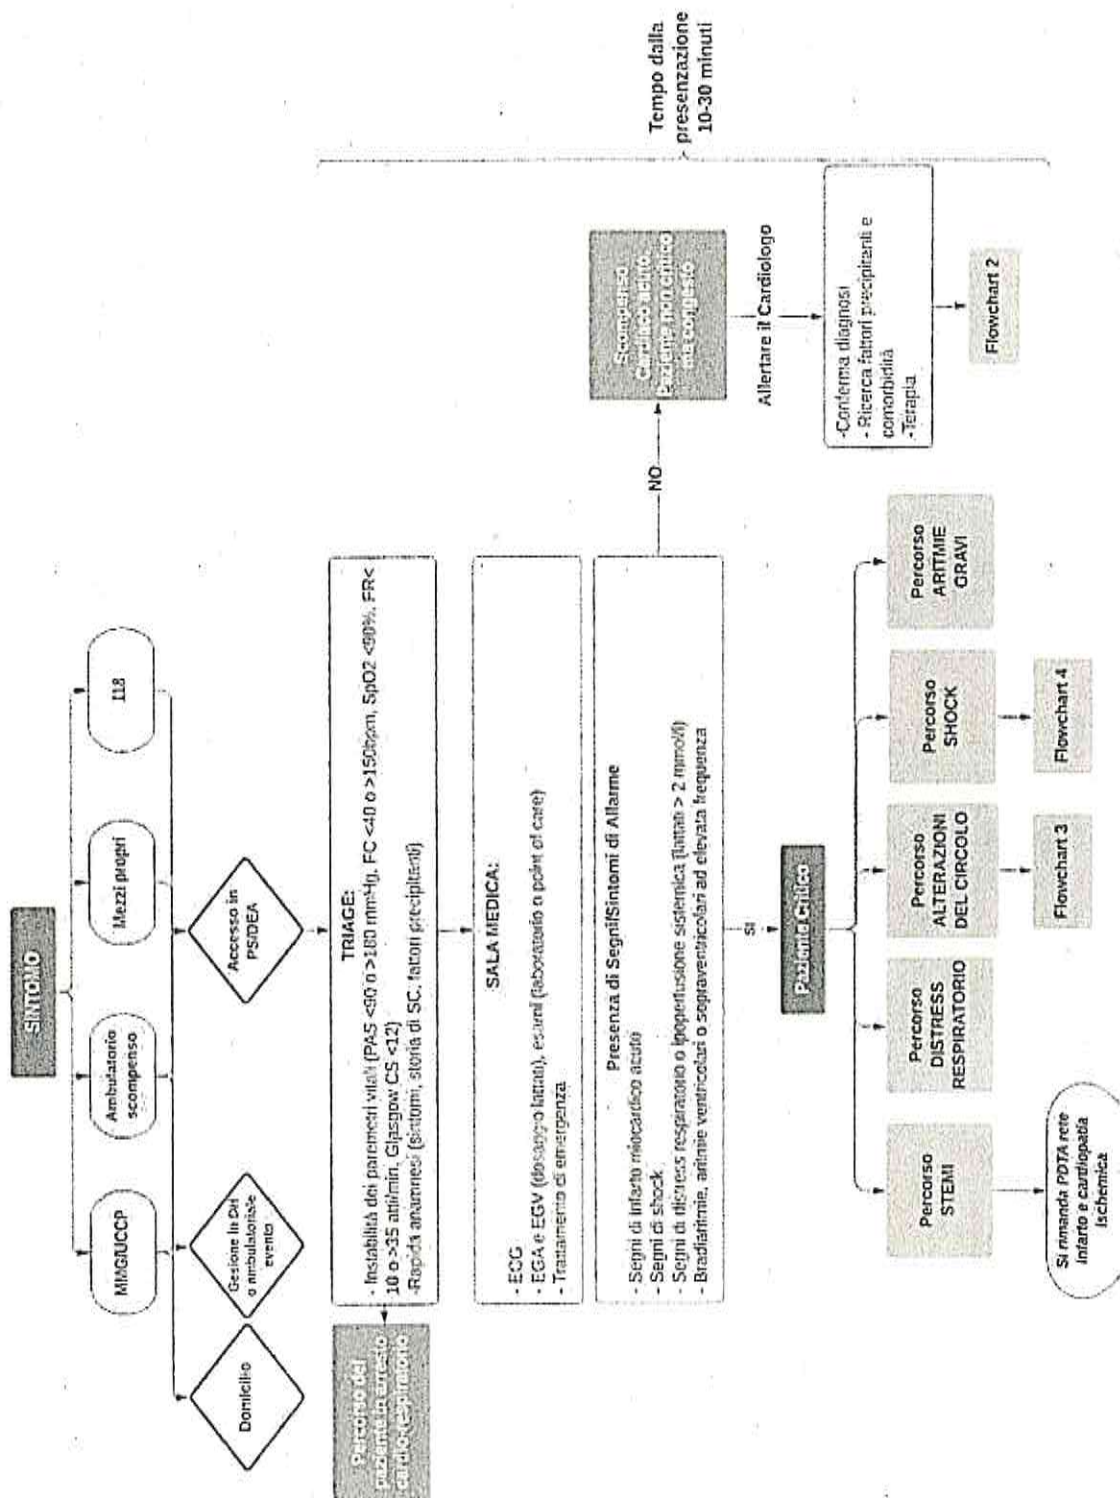 SINTOMO
MMG/UCCP
Ambulatorio
scompenso
Mezzi propri
118
Domicilio
Gesione in DH
o ambulatoriale
evento
Accesso in
PS/DEA
Percorso del
paziente in arresto
cardio-respiratorio
TRIAGE:
- Instabilità dei parametri vitali (PAS <90 o >180 mmHg, FC <40 o >150bpm, SpO2 <90%, FR<
10 o >35 atti/min, Glasgow CS <12)
-Rapida anamnesi (sintomi, storia di SC, fattori precipitanti)
SALA MEDICA:
- ECG
- EGA e EGV (dosaggio lattati), esami (laboratorio o point of care)
- Trattamento di emergenza
Presenza di Segni/Sintomi di Allarme
- Segni di infarto miocardico acuto
- Segni di shock
- Segni di distress respiratorio o ipoperfusione sistemica (lattati > 2 mmol/l)
- Bradiaritmie, aritmie ventricolari o sopraventricolari ad elevata frequenza
NO
Scompenso
Cardiaco acuto.
Paziente non critico
ma congesto
Allertare il Cardiologo
-Conferma diagnosi
- Ricerca fattori precipitanti e
comorbidità
-Terapia
Flowchart 2
Tempo dalla
presenzazione
10-30 minuti
SI
Paziente Critico
Percorso
STEMI
Percorso
DISTRESS
RESPIRATORIO
Percorso
ALTERAZIONI
DEL CIRCOLO
Percorso
SHOCK
Percorso
ARITMIE
GRAVI
Si rimanda PDTA rete
Infarto e cardiopatia
Ischemica
Flowchart 3
Flowchart 4